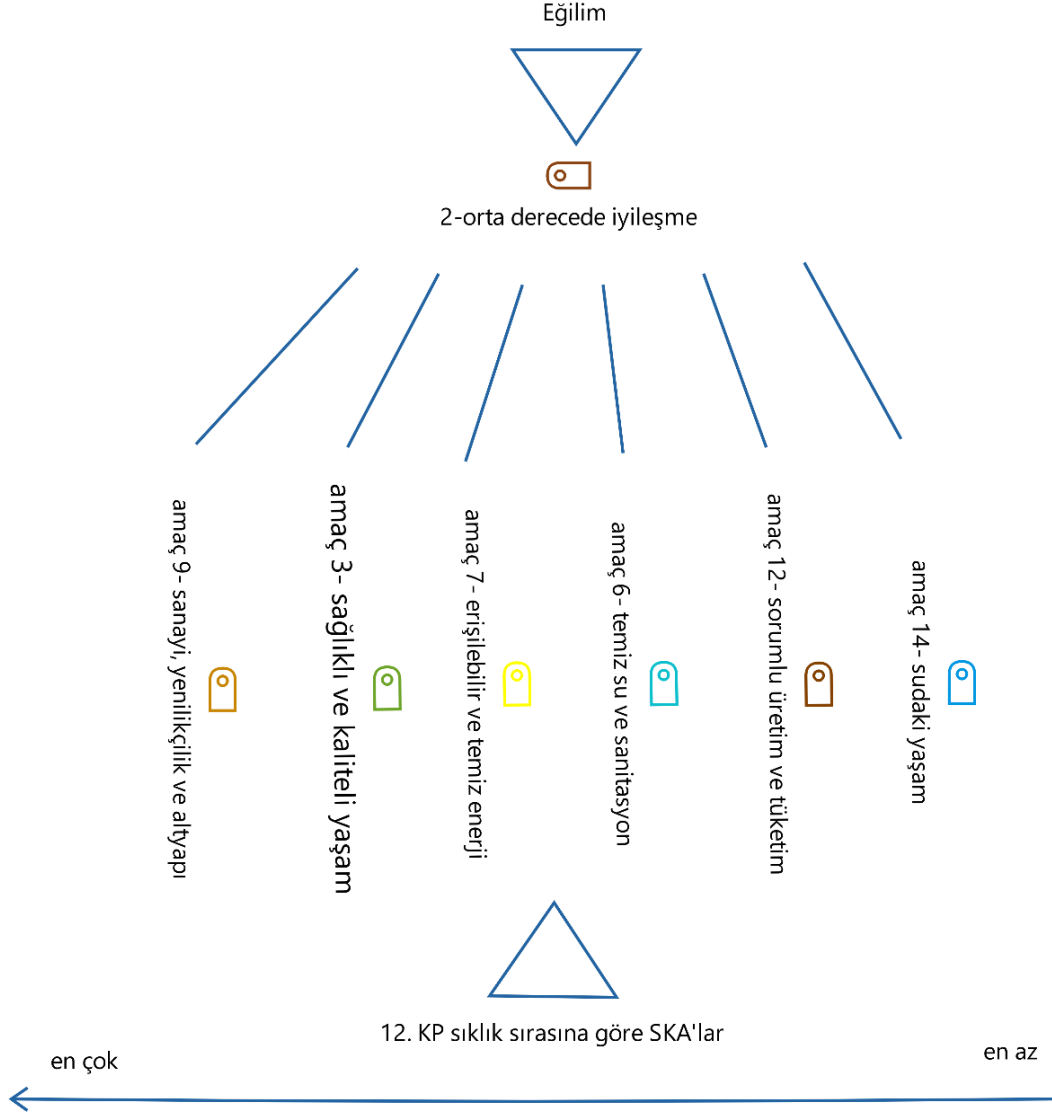 Eğilim
2-orta derecede iyileşme
amaç 9- sanayi, yenilikçilik ve altyapı
amaç 3- sağlıklı ve kaliteli yaşam
amaç 7- erişilebilir ve temiz enerji
amaç 6- temiz su ve sanitasyon
amaç 12- sorumlu üretim ve tüketim
amaç 14- sudaki yaşam
12. KP sıklık sırasına göre SKA'lar
en çok
en az